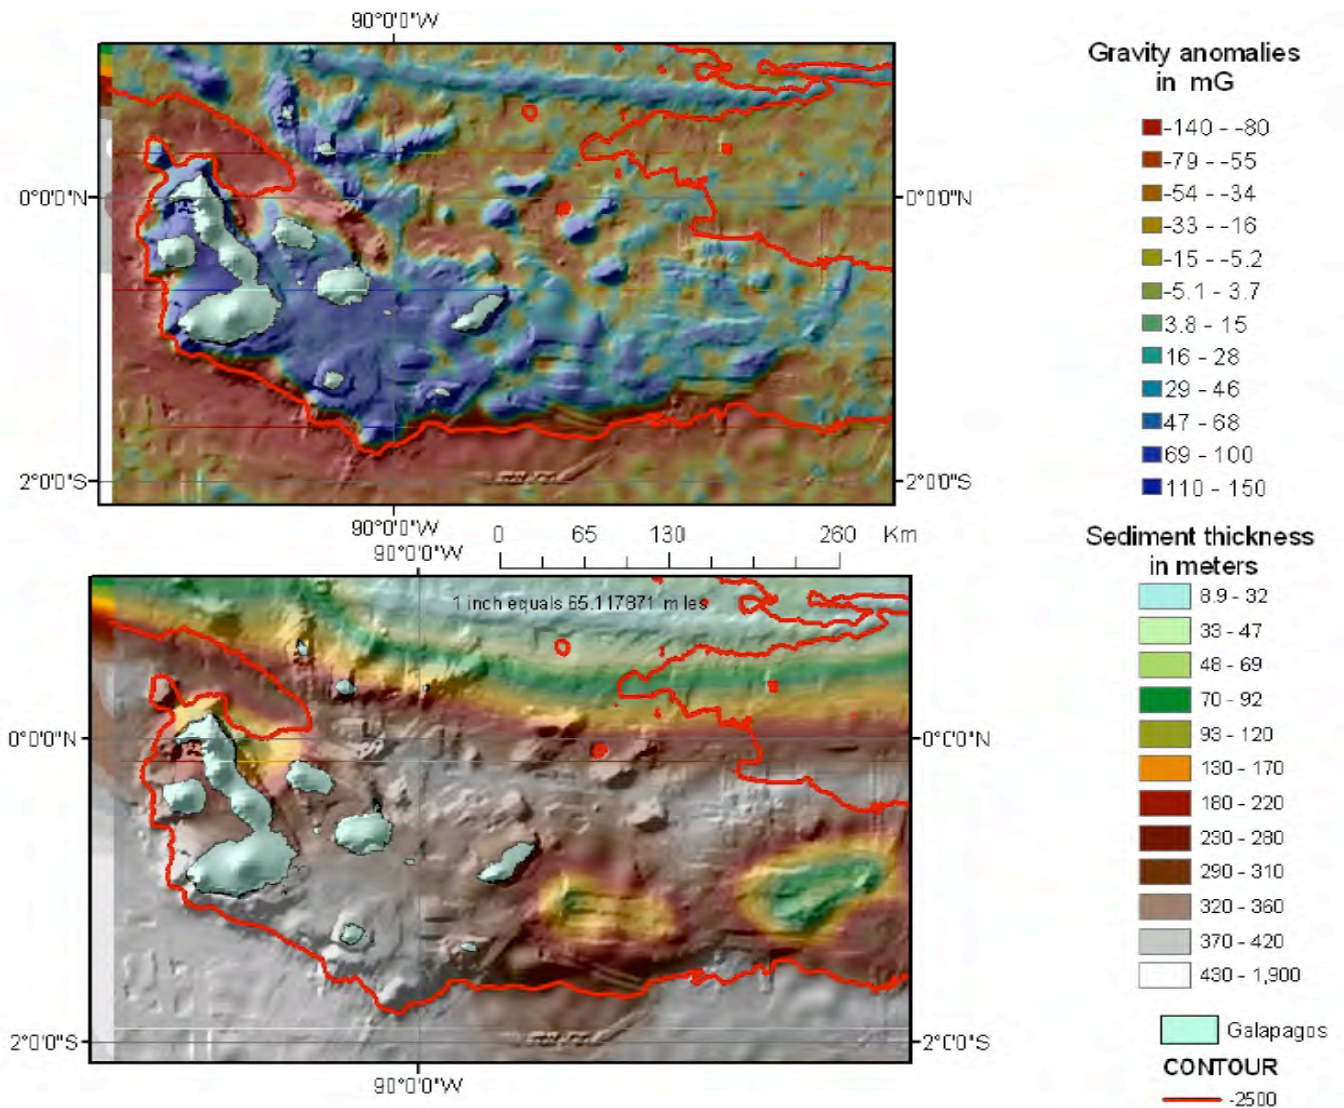 90°0'0"W
Gravity anomalies
in mG
-140 - -80
-79 - -55
-54 - -34
-33 - -16
-15 - -5.2
-5.1 - 3.7
3.8 - 15
16 - 28
29 - 46
47 - 68
69 - 100
110 - 150
0°0'0"N
0°0'0"N
2°0'0"S
2°0'0"S
90°0'0"W
90°0'0"W
0 65 130 260 Km
1 inch equals 65.117871 miles
Sediment thickness
in meters
8.9 - 32
33 - 47
48 - 69
70 - 92
93 - 120
130 - 170
180 - 220
230 - 280
290 - 310
320 - 360
370 - 420
430 - 1,900
0°0'0"N
0°0'0"N
2°0'0"S
2°0'0"S
90°0'0"W
Galapagos
CONTOUR
-2500